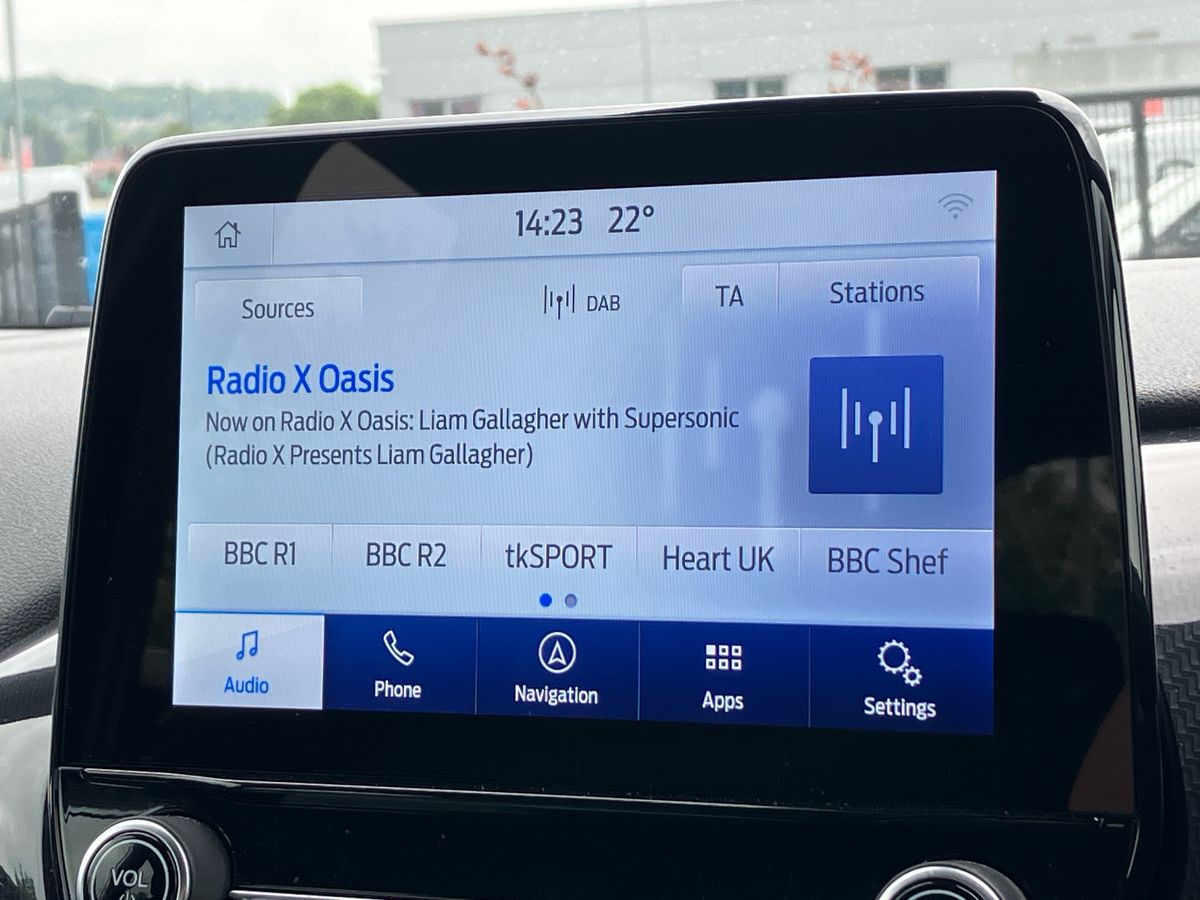 14:23 22°
Sources
DAB
TA
Stations
Radio X Oasis
Now on Radio X Oasis: Liam Gallagher with Supersonic
(Radio X Presents Liam Gallagher)
BBC R1
BBC R2
tkSPORT
Heart UK
BBC Shef
Audio
Phone
Navigation
Apps
Settings
VOL